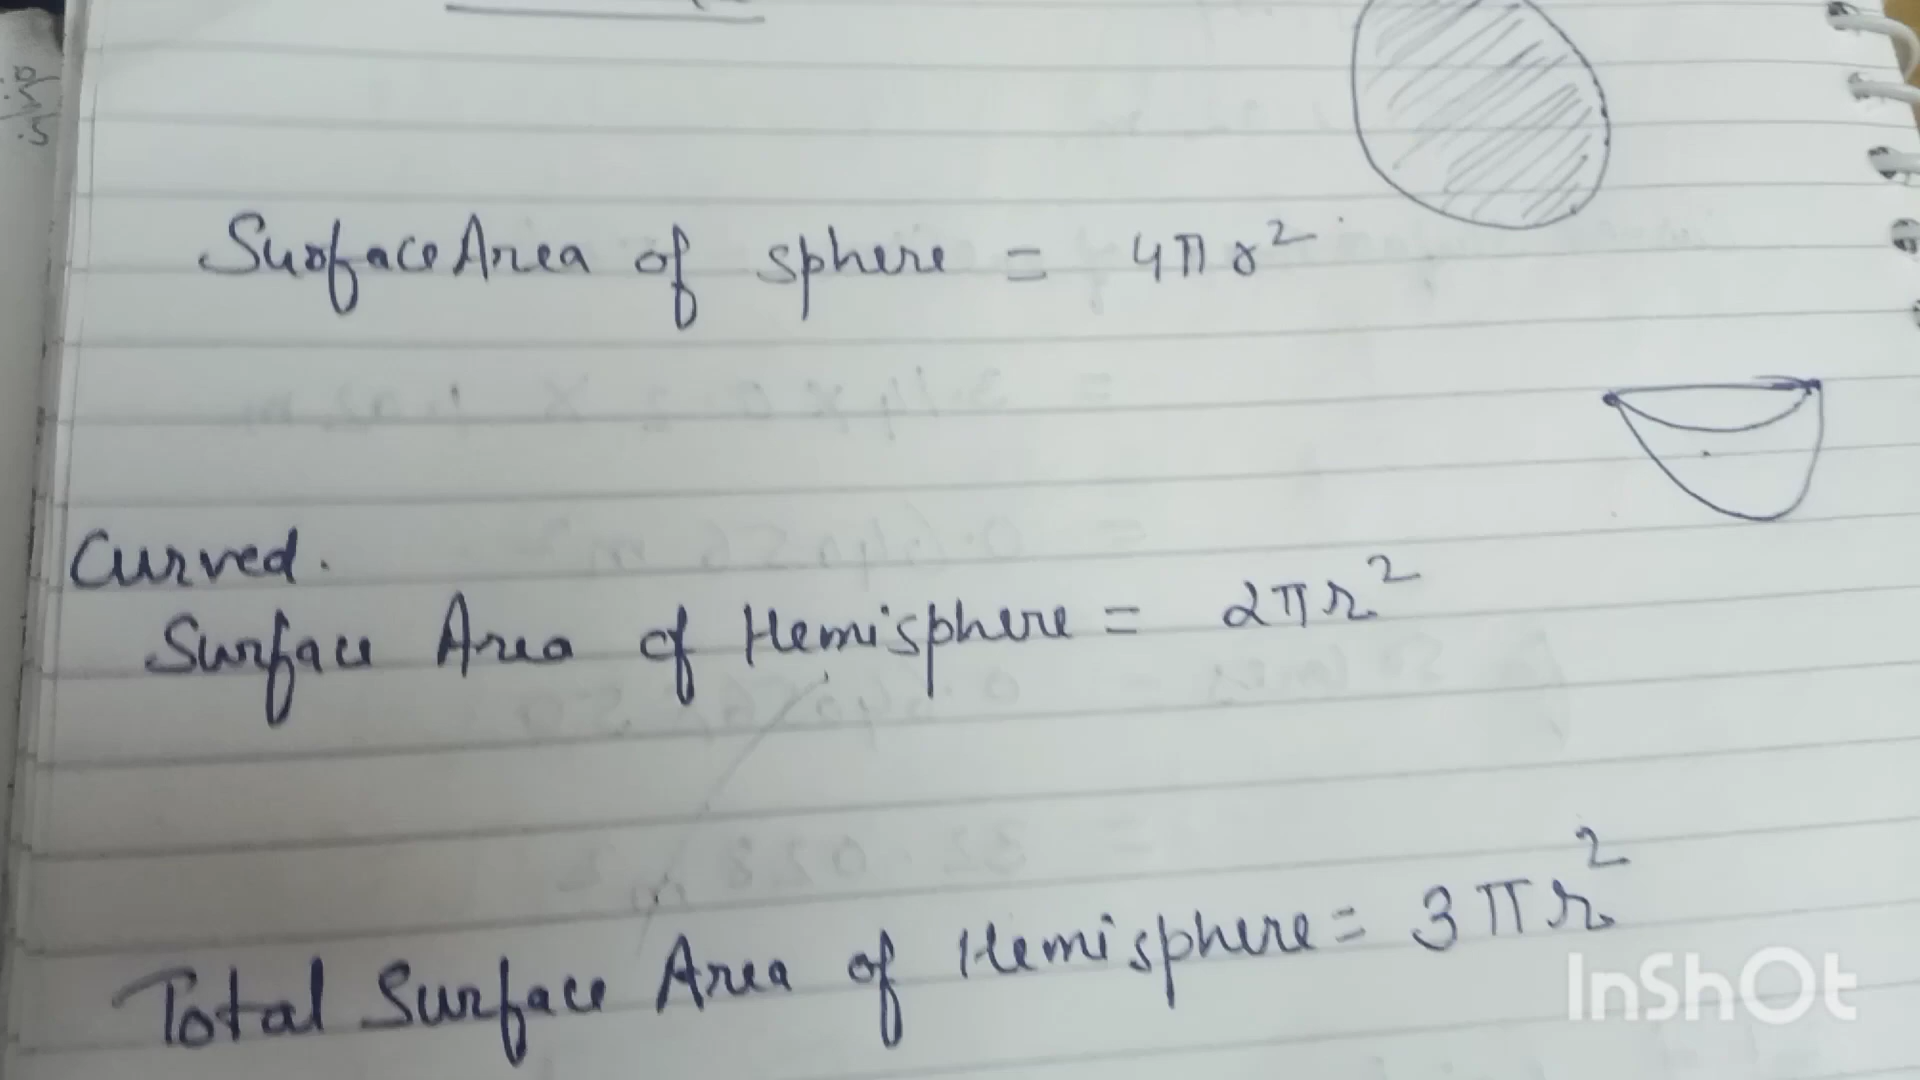 Surface Area of sphere = 4πr²
Curved.
Surface Area of Hemisphere = 2πr²
Total Surface Area of Hemisphere = 3πr²
InShOt